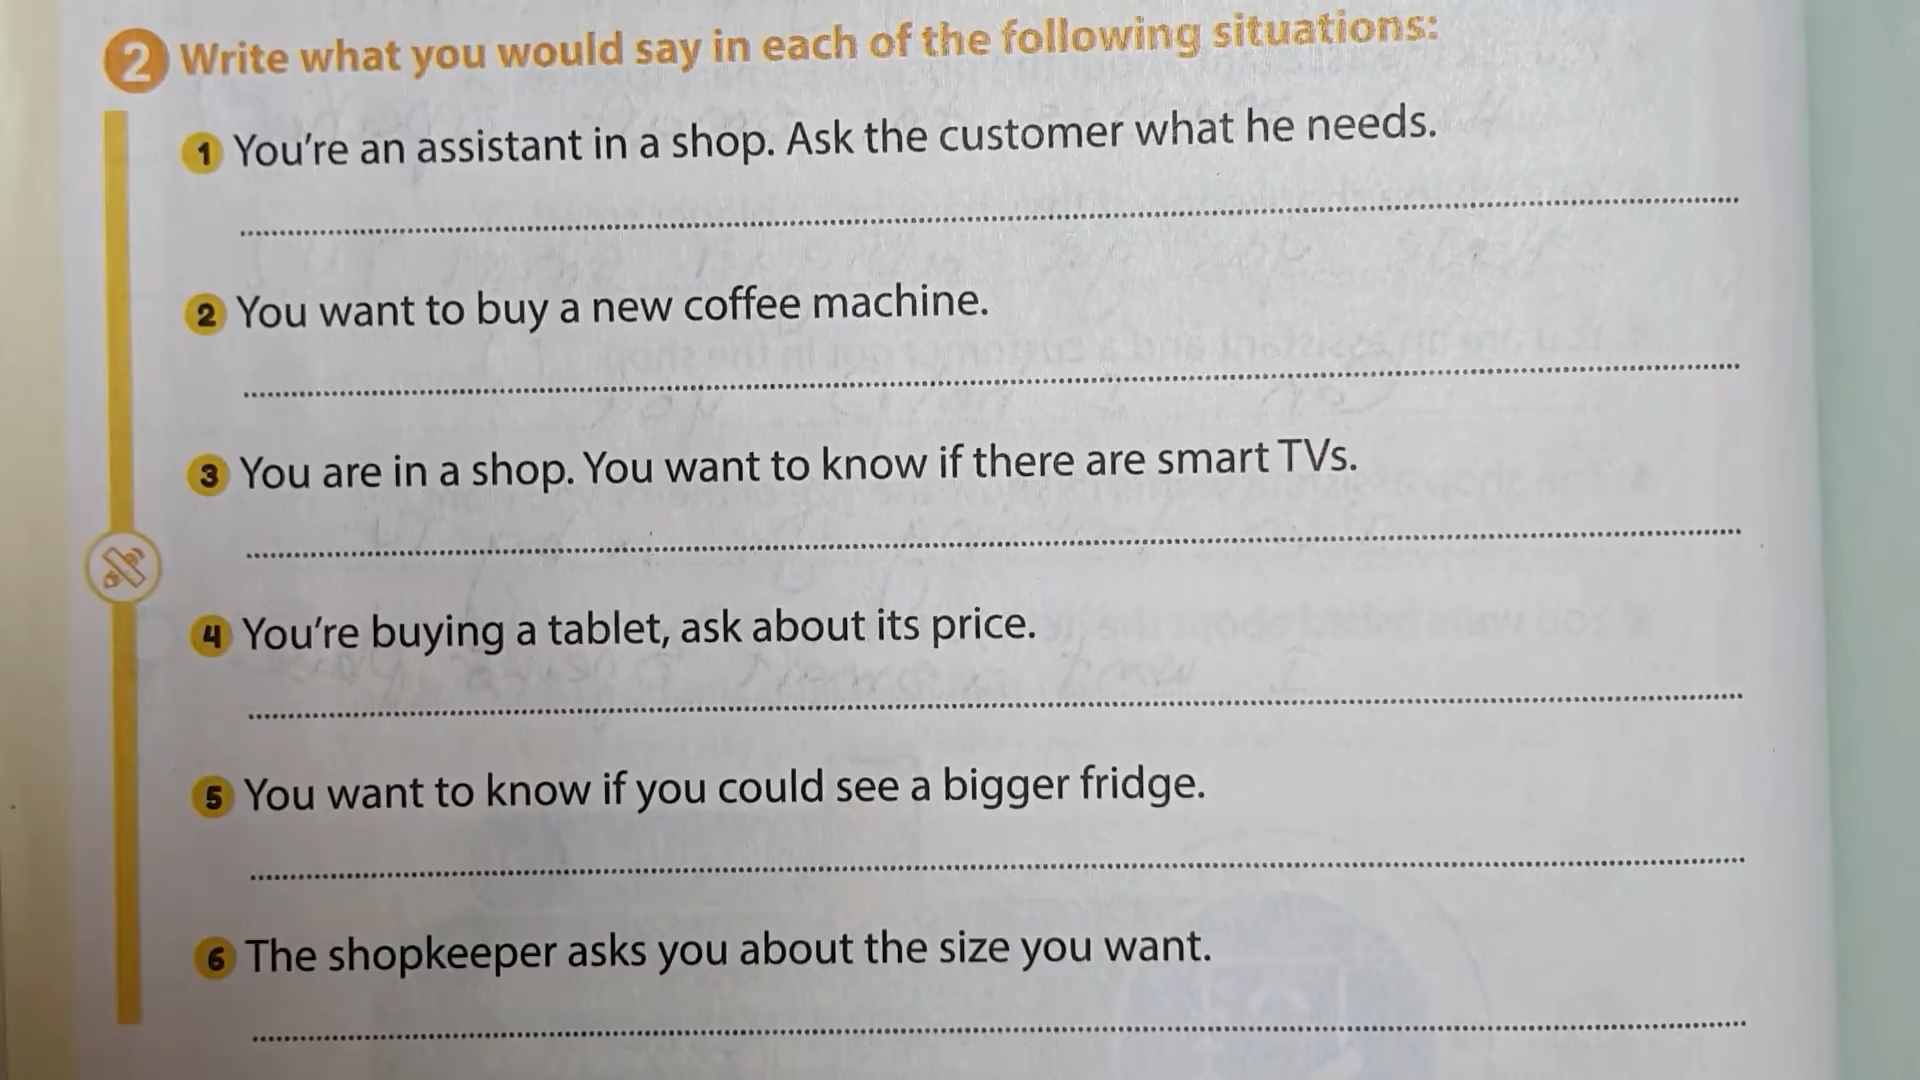 2 Write what you would say in each of the following situations:
1 You're an assistant in a shop. Ask the customer what he needs.
2 You want to buy a new coffee machine.
3 You are in a shop. You want to know if there are smart TVs.
4 You're buying a tablet, ask about its price.
5 You want to know if you could see a bigger fridge.
6 The shopkeeper asks you about the size you want.